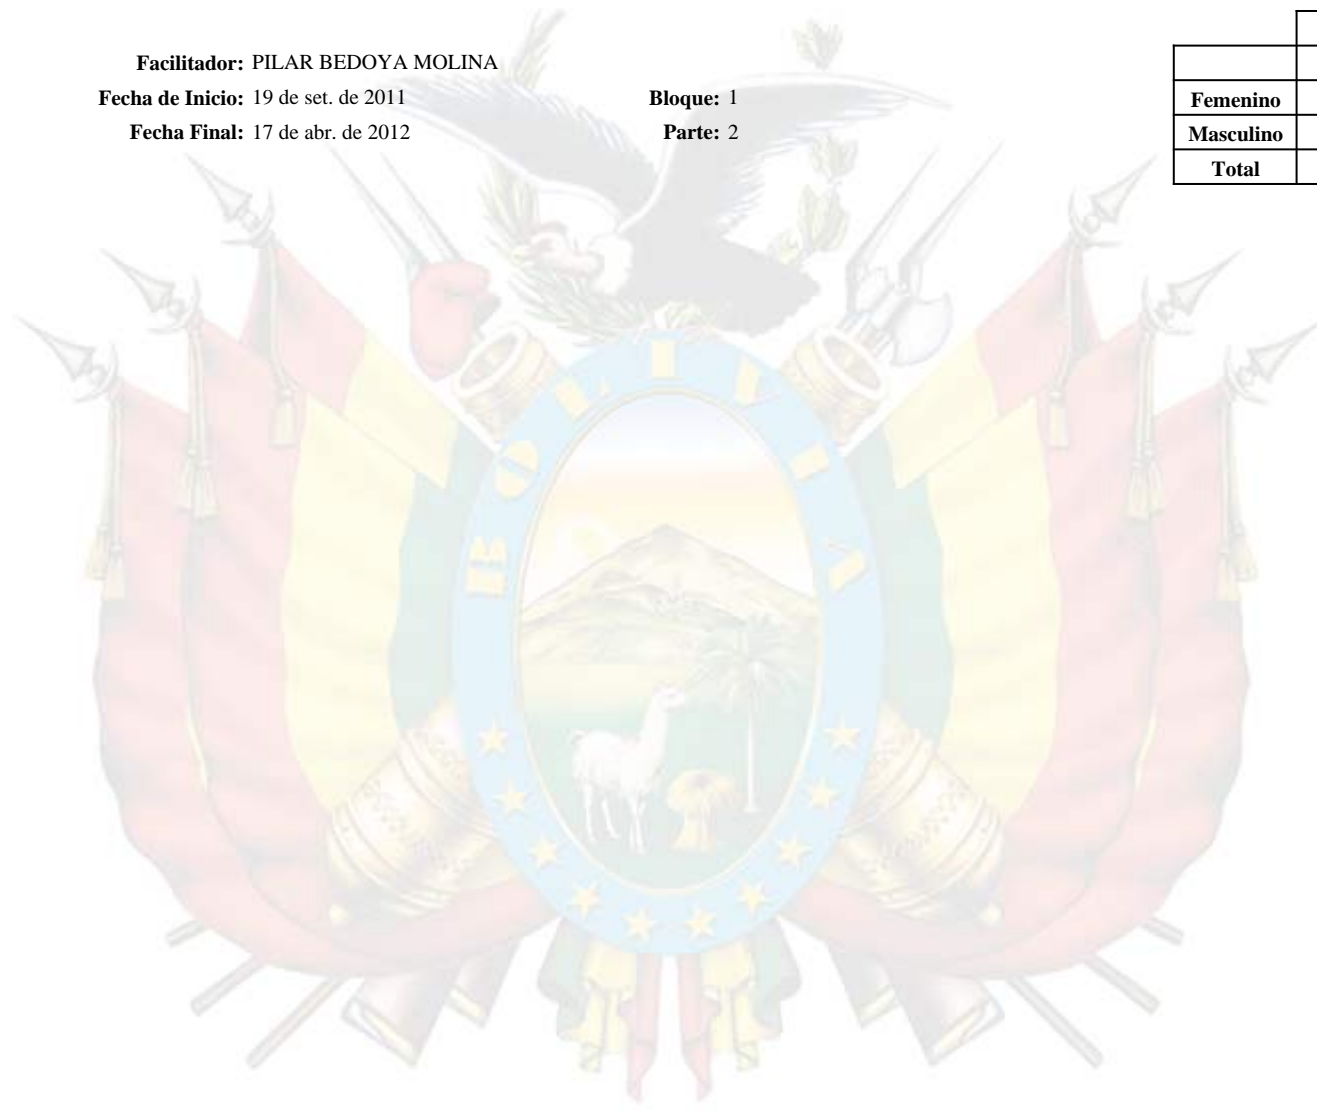 Facilitador: PILAR BEDOYA MOLINA
Fecha de Inicio: 19 de set. de 2011 Bloque: 1
Fecha Final: 17 de abr. de 2012 Parte: 2
Femenino
Masculino
Total
BOLIVIA